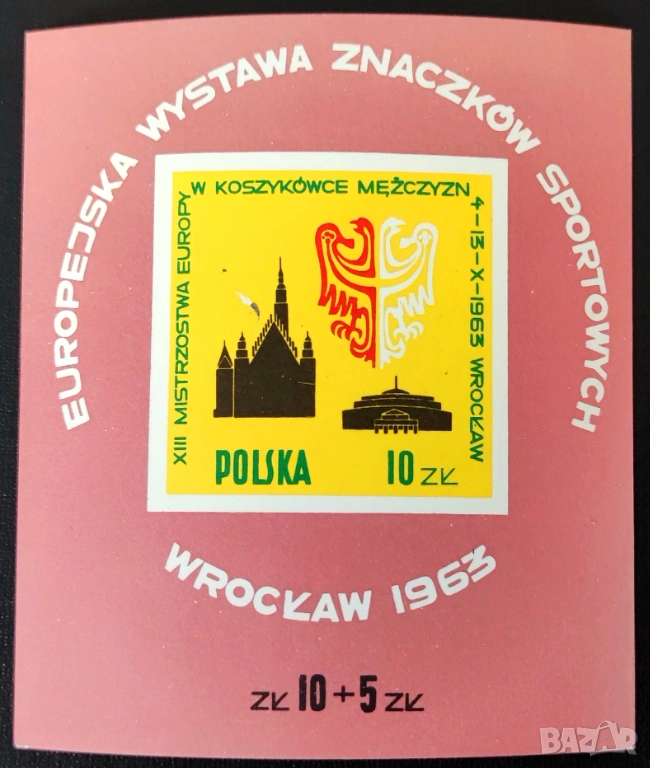 EUROPEJSKA WYSTAWA ZNACZKÓW SPORTOWYCH
XIII MISTRZOSTWA EUROPY
W KOSZYKÓWCE MĘŻCZYZN
4-13-X-1963 WROCŁAW
POLSKA 10 ZŁ
WROCŁAW 1963
ZŁ 10+5 ZŁ
BAZAR